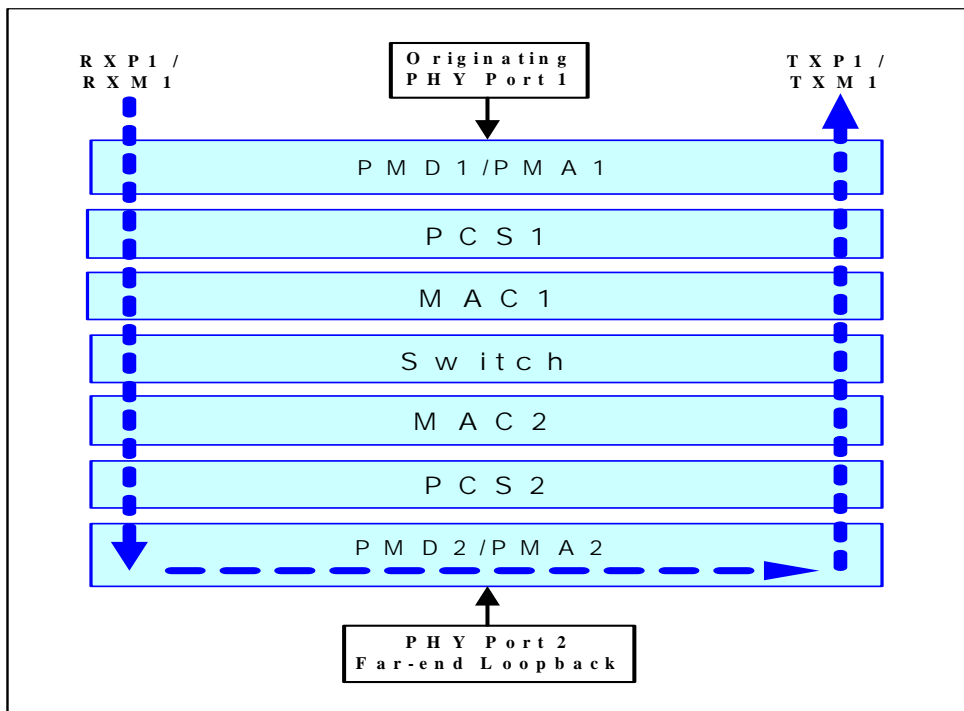 RXP1 /
RXM1
Originating
PHY Port 1
TXP1 /
TXM1
PMD1/PMA1
PCS1
MAC1
Switch
MAC2
PCS2
PMD2/PMA2
PHY Port 2
Far-end Loopback